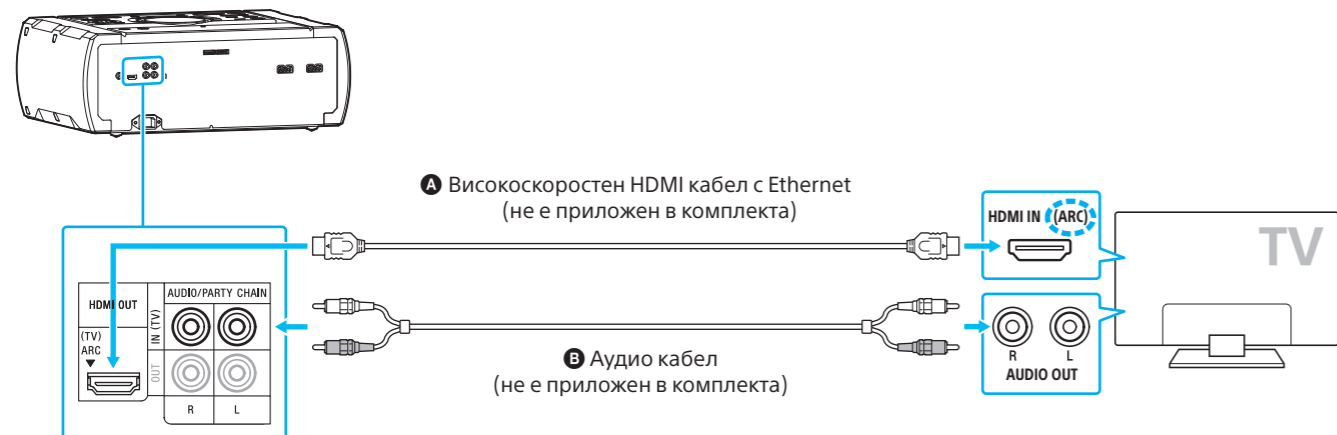 A Високоскоростен HDMI кабел с Ethernet
(не е приложен в комплекта)
HDMI IN (ARC)
TV
HDMI OUT
(TV)
ARC
AUDIO/PARTY CHAIN
IN (TV)
OUT
R L
B Аудио кабел
(не е приложен в комплекта)
R L
AUDIO OUT